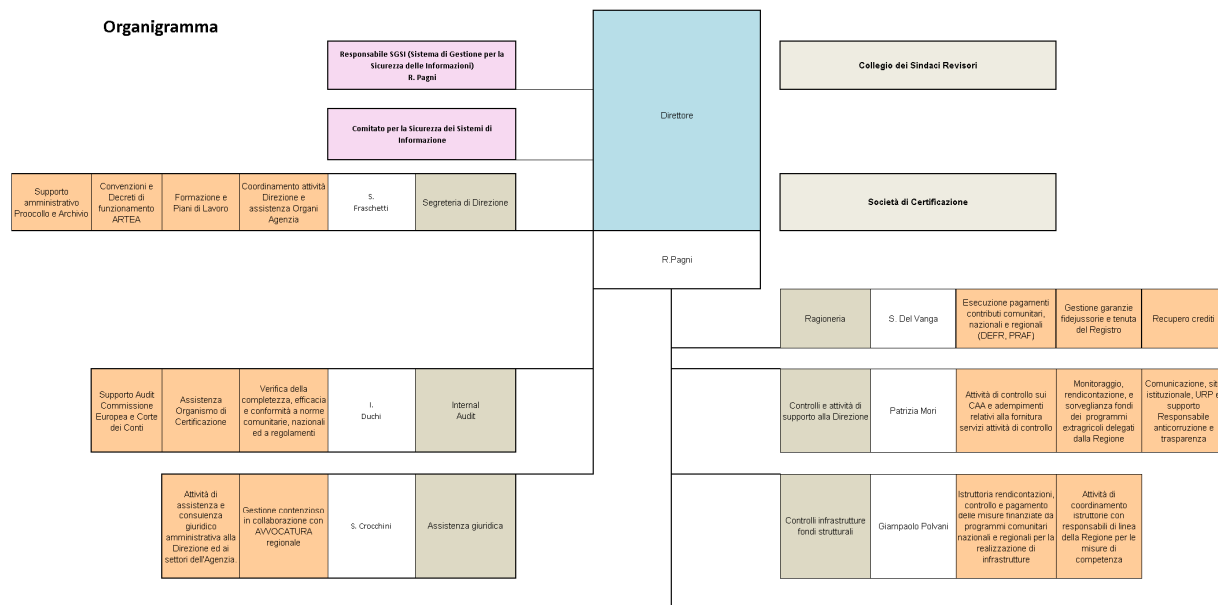 Organigramma
Responsabile SGSI (Sistema di Gestione per la
Sicurezza delle Informazioni)
R. Pagni
Comitato per la Sicurezza dei Sistemi di
Informazione
Direttore
R.Pagni
Collegio dei Sindaci Revisori
Società di Certificazione
Supporto
amministrativo
Proocollo e Archivio
Convenzioni e
Decreti di
funzionamento
ARTEA
Formazione e
Piani di Lavoro
Coordinamento attività
Direzione e
assistenza Organi
Agenzia
S.
Fraschetti
Segreteria di Direzione
Ragioneria
S. Del Vanga
Esecuzione pagamenti
contributi comunitari,
nazionali e regionali
(DEFR, PRAF)
Gestione garanzie
fidejussorie e tenuta
del Registro
Recupero crediti
Supporto Audit
Commissione
Europea e Corte
dei Conti
Assistenza
Organismo di
Certificazione
Verifica della
completezza, efficacia
e conformità a norme
comunitarie, nazionali
ed a regolamenti
I.
Duchi
Internal
Audit
Controlli e attività di
supporto alla Direzione
Patrizia Mori
Attività di controllo sui
CAA e adempimenti
relativi alla fornitura
servizi attività di controllo
Monitoraggio,
rendicontazione, e
sorveglianza fondi
dei programmi
extragricoli delegati
dalla Regione
Comunicazione, sito
istituzionale, URP e
supporto
Responsabile
anticorruzione e
trasparenza
Attività di
assistenza e
consulenza
giuridico
amministrativa alla
Direzione ed ai
settori dell'Agenzia.
Gestione contenzioso
in collaborazione con
AVVOCATURA
regionale
S. Crocchini
Assistenza giuridica
Controlli infrastrutture
fondi strutturali
Giampaolo Polvani
Istruttoria rendicontazioni,
controllo e pagamento
delle misure finanziate da
programmi comunitari
nazionali e regionali per la
realizzazione di
infrastrutture
Attività di
coordinamento
istruttorie con
responsabili di linea
della Regione per le
misure di
competenza